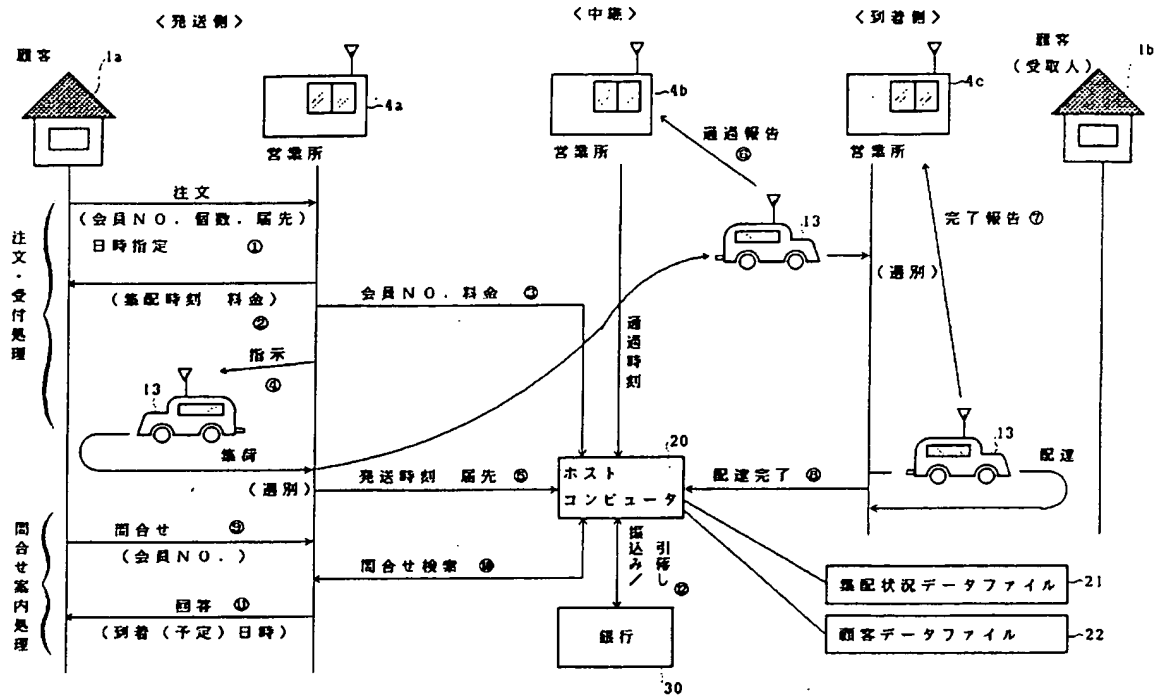 〈発送側〉
〈中継〉
〈到着側〉
顧客
1a
4a
営業所
4b
営業所
4c
営業所
顧客
(受取人)
1b
通過報告
⑥
完了報告⑦
13
(選別)
注文・受付処理
注文
(会員NO.個数.届先)
日時指定 ①
(集配時刻 料金)
②
会員NO.料金 ③
指示
④
13
集荷
(選別)
通過時刻
発送時刻 届先 ⑤
20
ホスト
コンピュータ
配達完了 ⑧
13
配達
問合せ案内処理
問合せ ⑨
(会員NO.)
問合せ検索 ⑩
回答 ⑪
(到着(予定)日時)
振込み/
引落し
⑫
銀行
30
集配状況データファイル
21
顧客データファイル
22